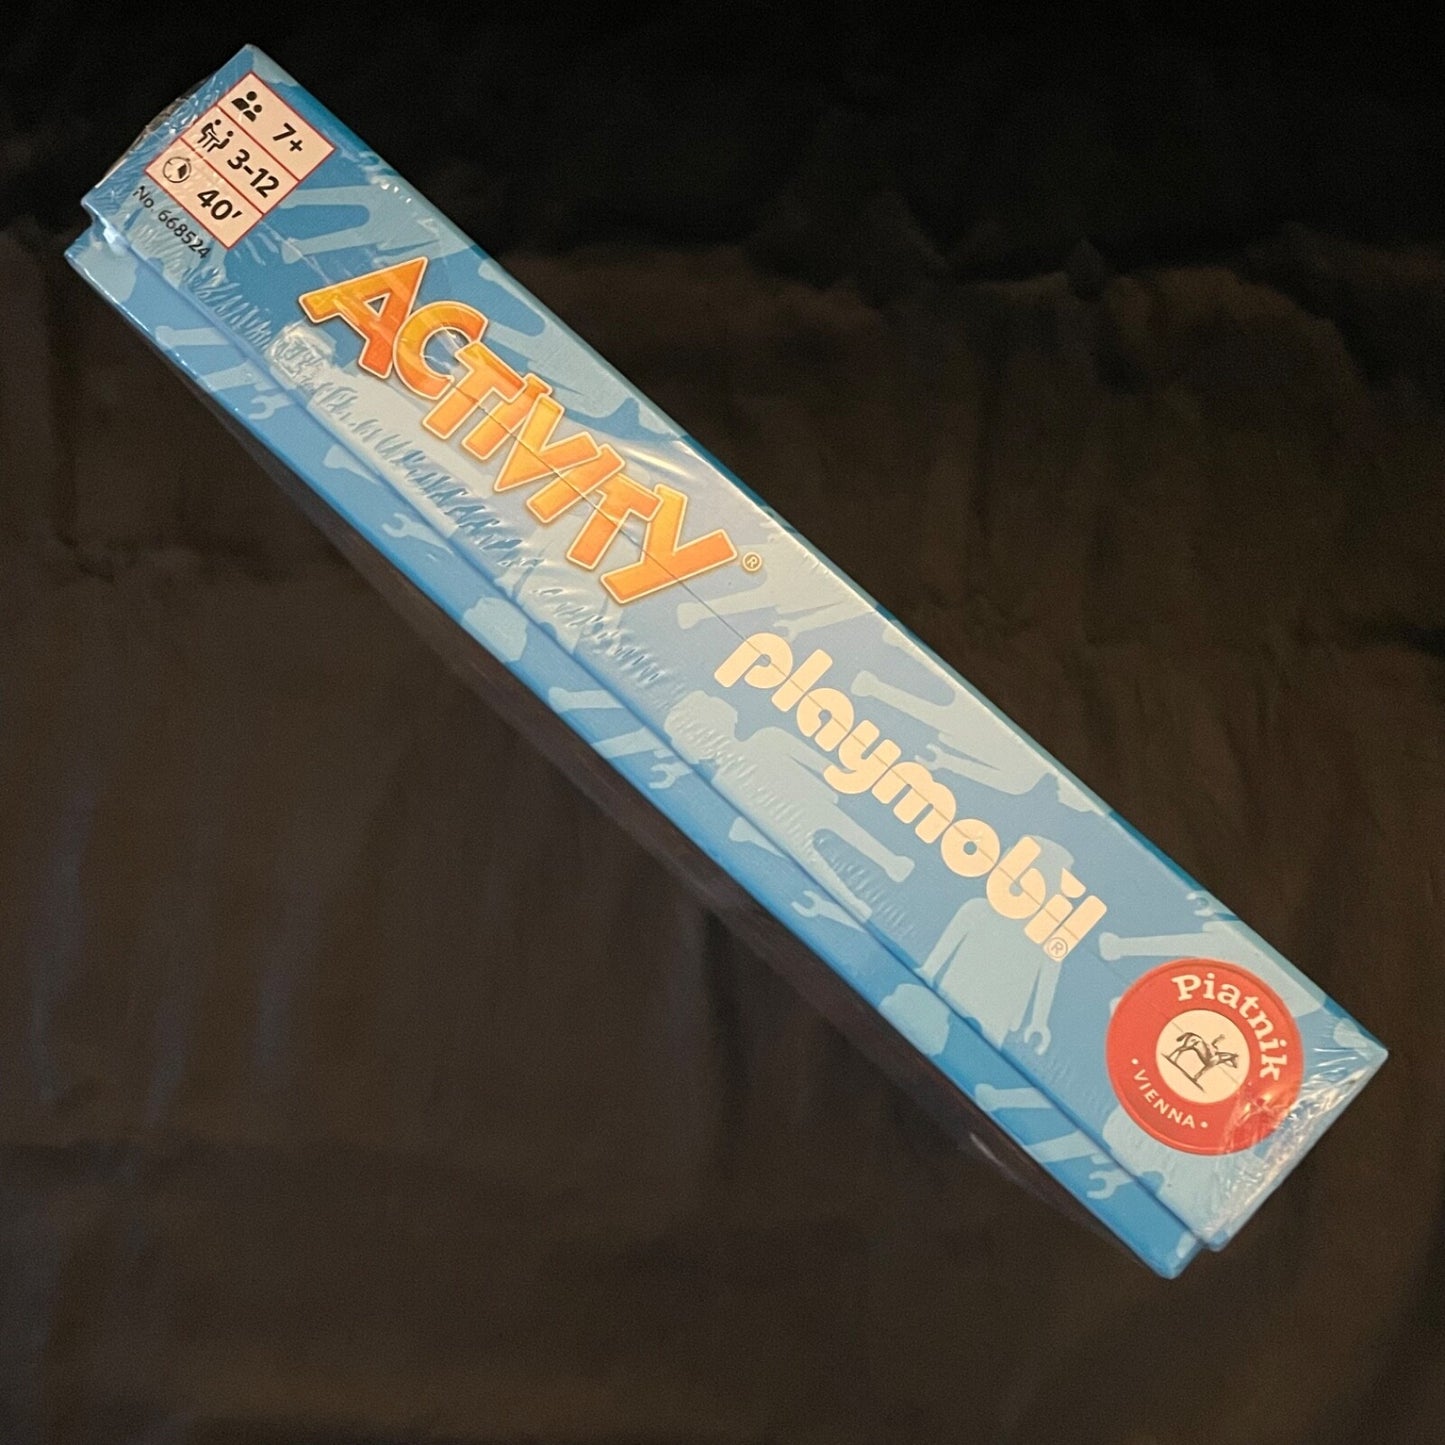 7+
3-12
40'
No. 668524
ACTIVITY®
playmobil®
Piatnik
• VIENNA •